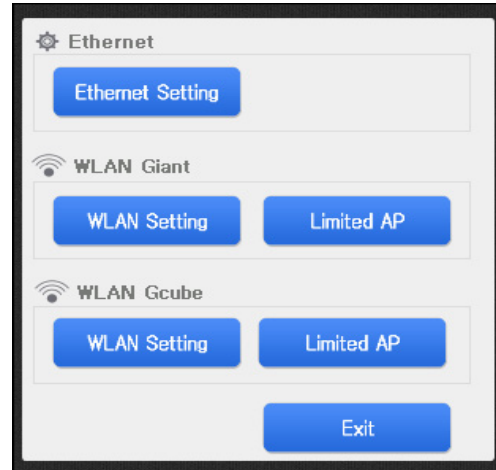 Ethernet
Ethernet Setting
WLAN Giant
WLAN Setting Limited AP
WLAN Gcube
WLAN Setting Limited AP
Exit